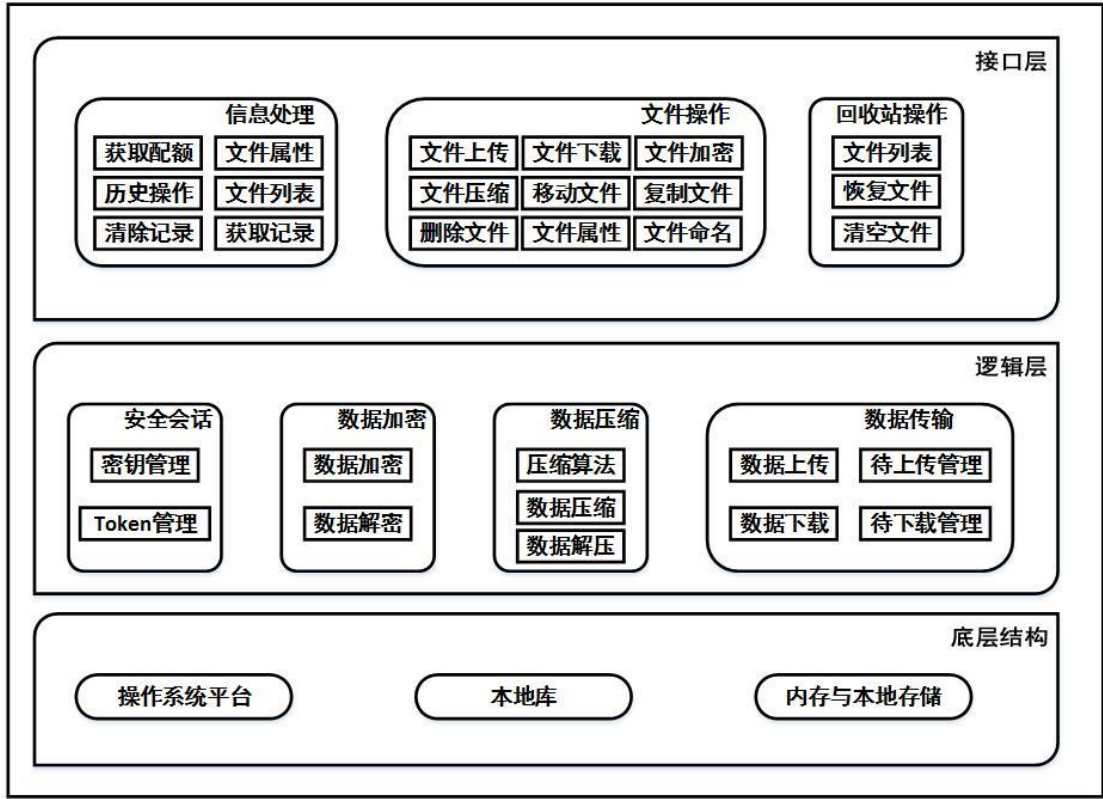 接口层
信息处理
获取配额 文件属性
历史操作 文件列表
清除记录 获取记录
文件操作
文件上传 文件下载 文件加密
文件压缩 移动文件 复制文件
删除文件 文件属性 文件命名
回收站操作
文件列表
恢复文件
清空文件
逻辑层
安全会话
密钥管理
Token管理
数据加密
数据加密
数据解密
数据压缩
压缩算法
数据压缩
数据解压
数据传输
数据上传 待上传管理
数据下载 待下载管理
底层结构
操作系统平台 本地库 内存与本地存储